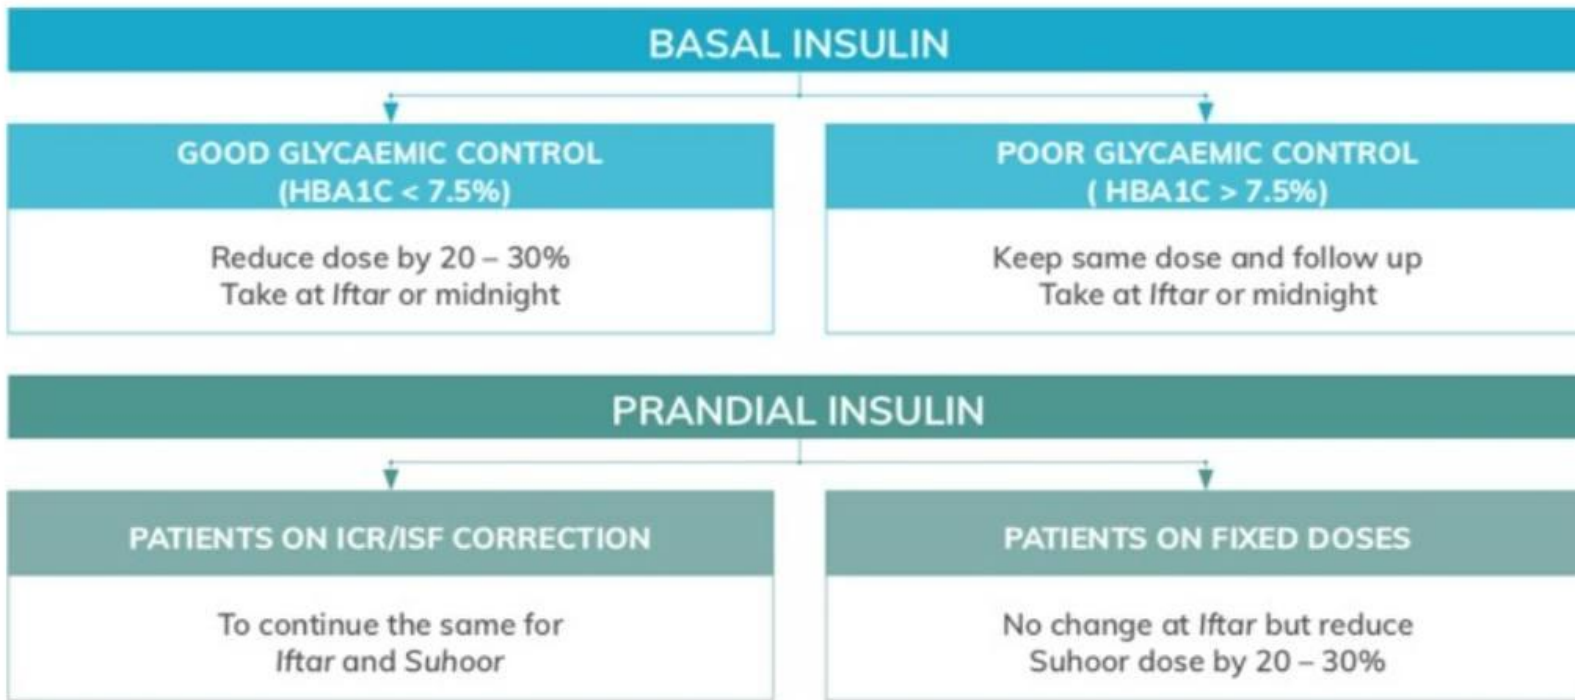 BASAL INSULIN
GOOD GLYCAEMIC CONTROL
(HBA1C < 7.5%)
Reduce dose by 20 – 30%
Take at Iftar or midnight
POOR GLYCAEMIC CONTROL
( HBA1C > 7.5%)
Keep same dose and follow up
Take at Iftar or midnight
PRANDIAL INSULIN
PATIENTS ON ICR/ISF CORRECTION
To continue the same for
Iftar and Suhoor
PATIENTS ON FIXED DOSES
No change at Iftar but reduce
Suhoor dose by 20 – 30%